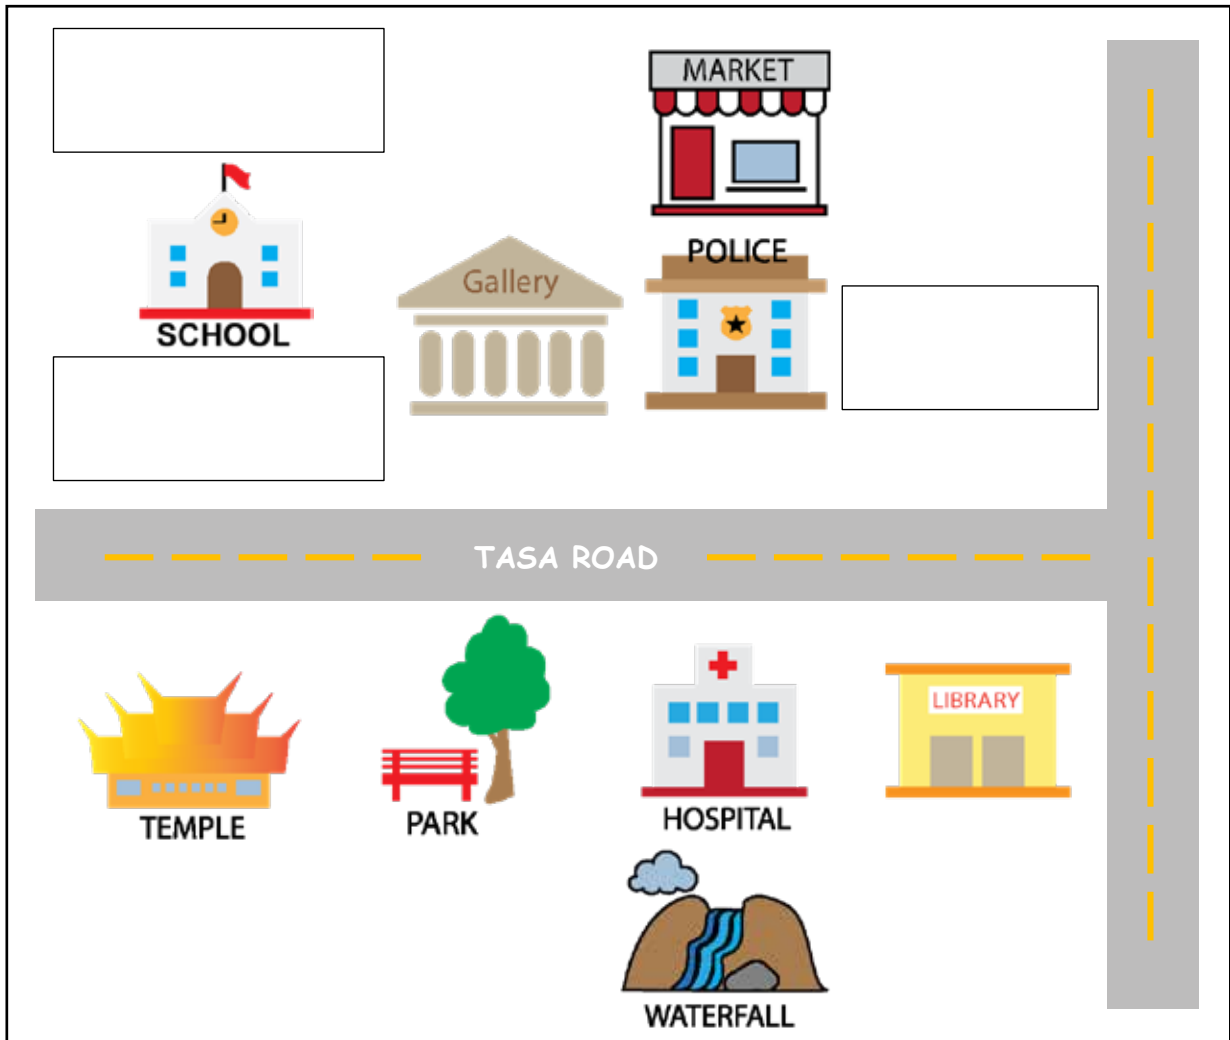 MARKET
POLICE
Gallery
SCHOOL
TASA ROAD
LIBRARY
TEMPLE
PARK
HOSPITAL
WATERFALL